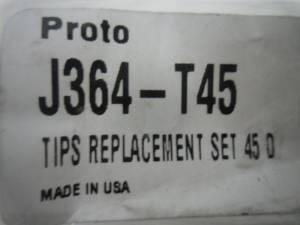 Proto
J364-T45
TIPS REPLACEMENT SET 45 D
MADE IN USA